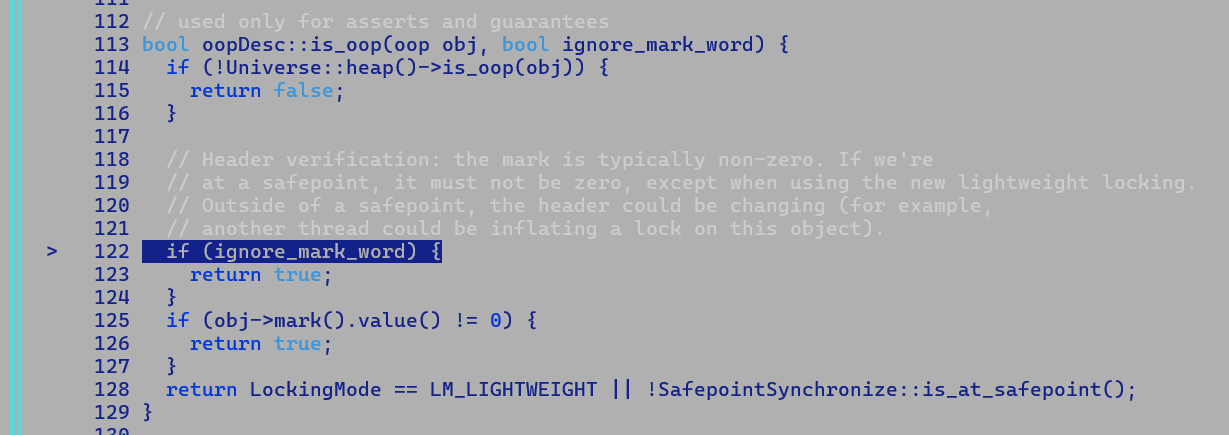 111
112 // used only for asserts and guarantees
113 bool oopDesc::is_oop(oop obj, bool ignore_mark_word) {
114   if (!Universe::heap()->is_oop(obj)) {
115     return false;
116   }
117
118   // Header verification: the mark is typically non-zero. If we're
119   // at a safepoint, it must not be zero, except when using the new lightweight locking.
120   // Outside of a safepoint, the header could be changing (for example,
121   // another thread could be inflating a lock on this object).
> 122   if (ignore_mark_word) {
123     return true;
124   }
125   if (obj->mark().value() != 0) {
126     return true;
127   }
128   return LockingMode == LM_LIGHTWEIGHT || !SafepointSynchronize::is_at_safepoint();
129 }
130